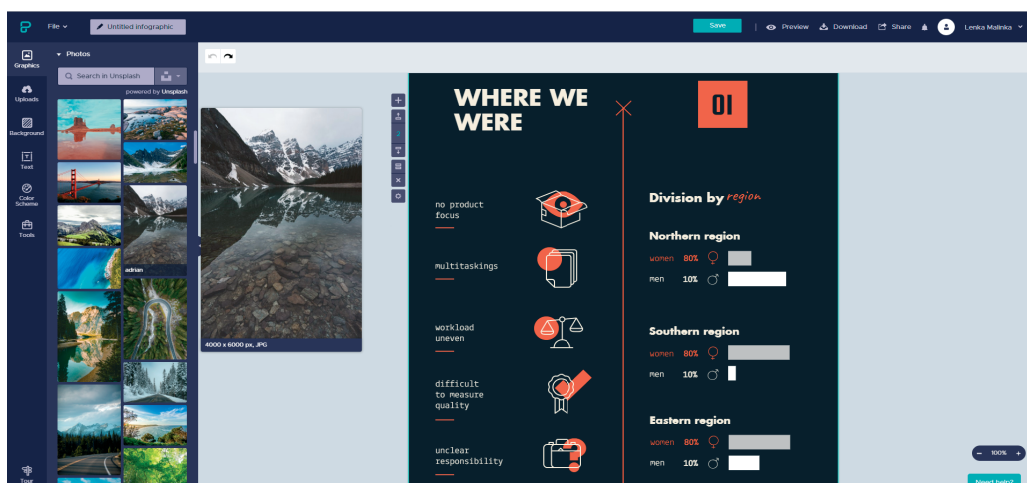 File
Untitled infographic
Save
Preview
Download
Share
Lenka Malinka
Graphics
Uploads
Background
Text
Color
Scheme
Tools
Tour
Photos
Search in Unsplash
powered by Unsplash
adrian
4000 x 6000 px, JPG
WHERE WE
WERE
no product
focus
multitaskings
workload
uneven
difficult
to measure
quality
unclear
responsibility
01
Division by region
Northern region
women 80%
men 10%
Southern region
women 80%
men 10%
Eastern region
women 80%
men 10%
- 100% +
Need help?